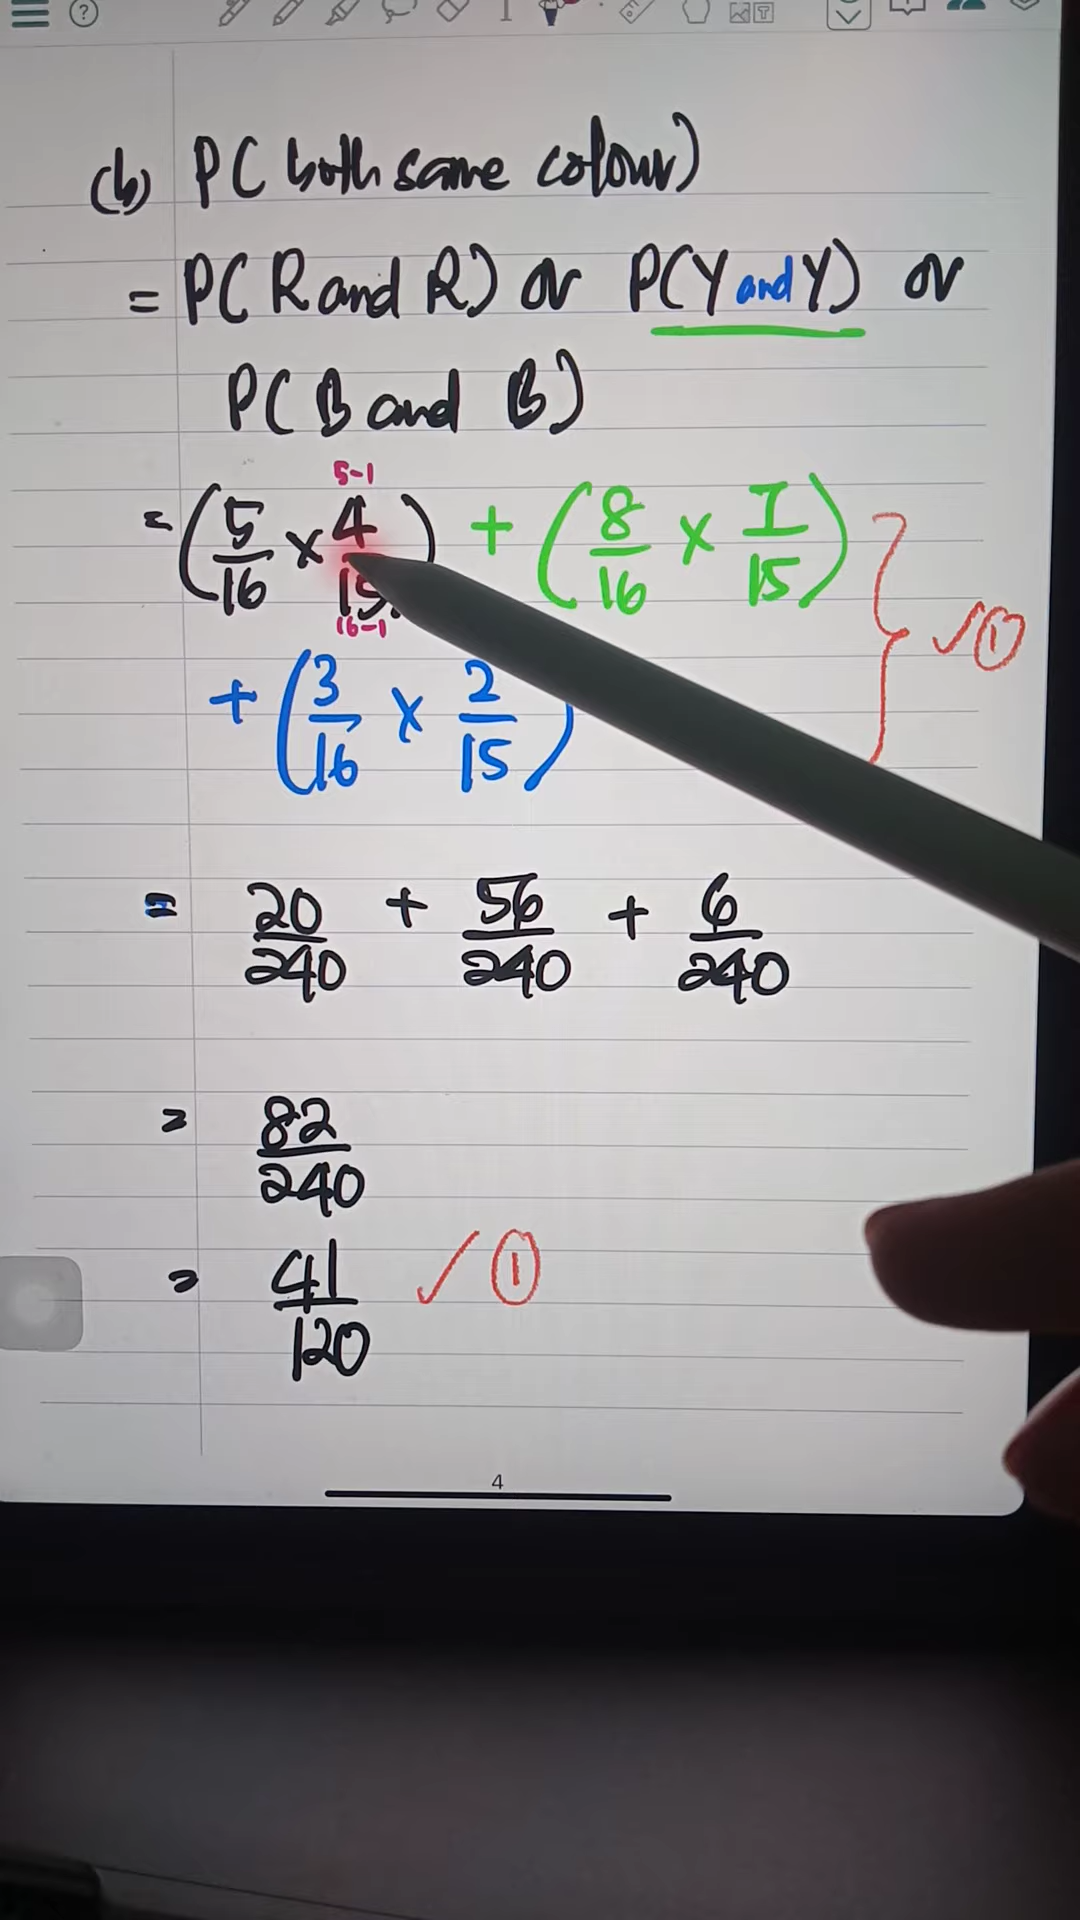 (b) P( both same colour)
= P( R and R) or P(Y and Y) or
P( B and B)
5-1
= (5/16 × 4/15) + (8/16 × 7/15)
16-1
✓①
+ (3/16 × 2/15)
= 20/240 + 56/240 + 6/240
= 82/240
= 41/120 ✓ ①
4